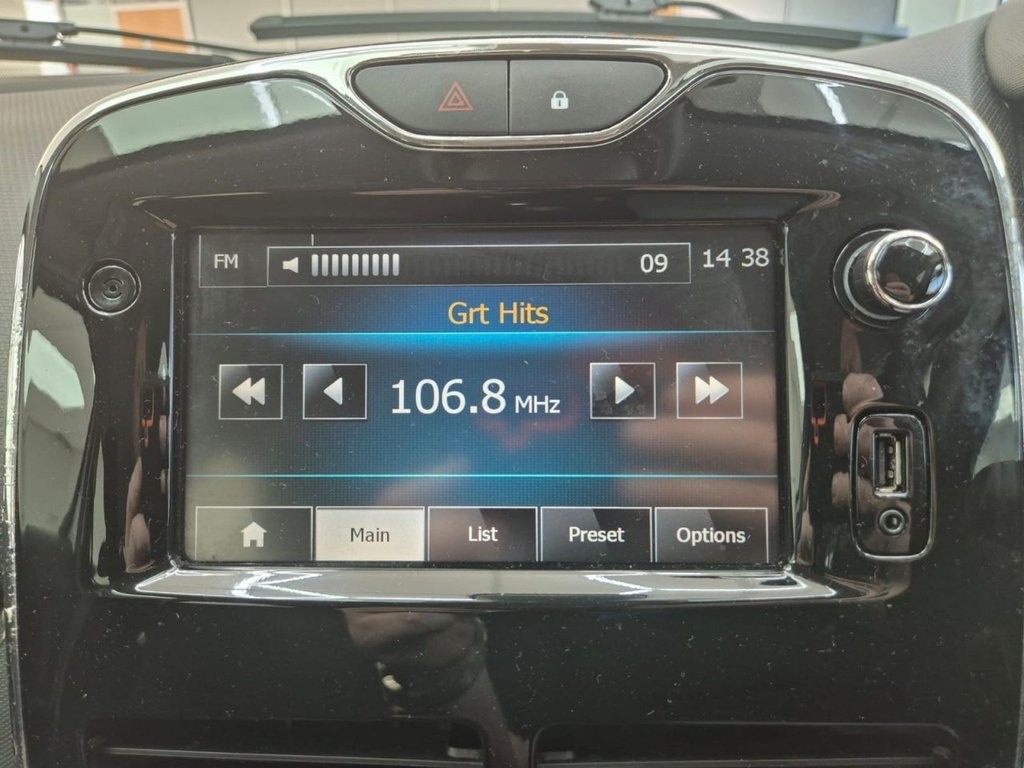 FM 09 14 38
Grt Hits
106.8 MHz
Main List Preset Options